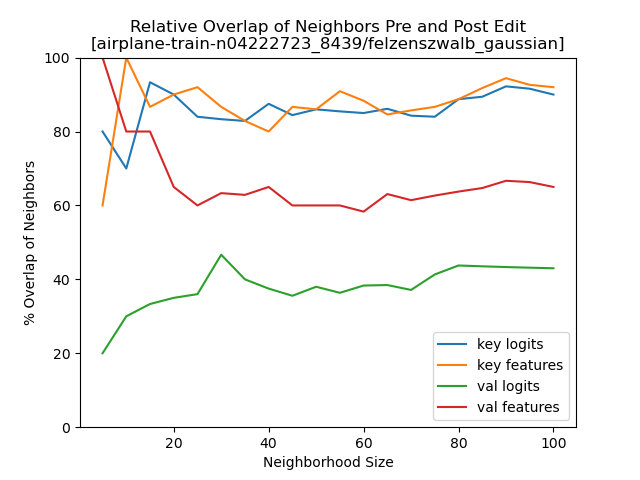 Relative Overlap of Neighbors Pre and Post Edit
[airplane-train-n04222723_8439/felzenszwalb_gaussian]
100
80
60
40
20
0
% Overlap of Neighbors
key logits
key features
val logits
val features
20 40 60 80 100
Neighborhood Size